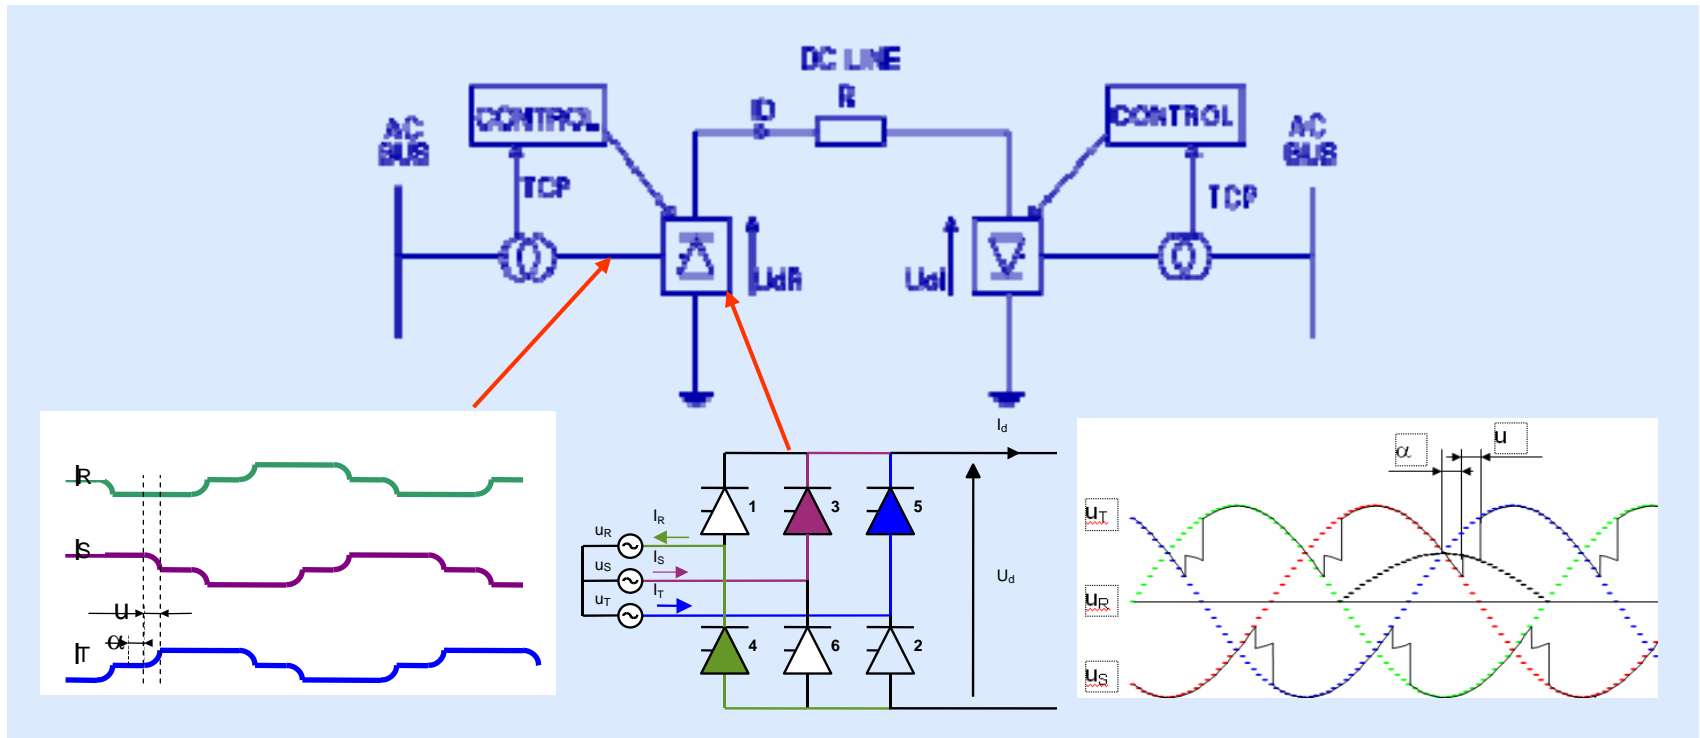 DC LINE
R
ID
CONTROL
CONTROL
AC
BUS
AC
BUS
TCP
TCP
UdR
Udi
IR
IS
u
α
IT
Id
1
3
5
uR
IR
uS
IS
uT
IT
Ud
4
6
2
α
u
uT
uR
uS